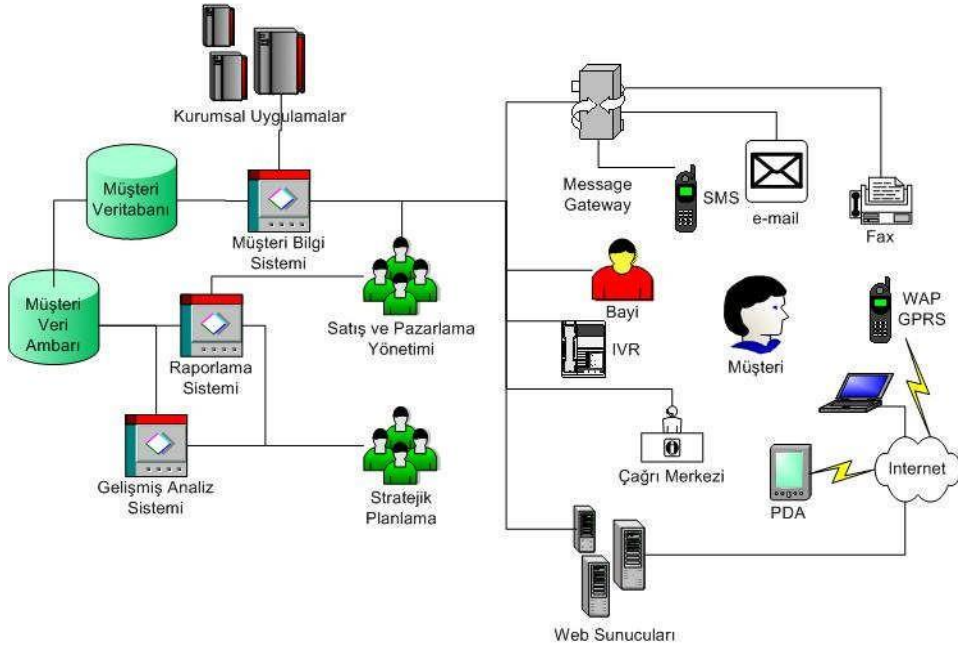 Kurumsal Uygulamalar
Müşteri
Veritabanı
Müşteri Bilgi
Sistemi
Müşteri
Veri
Ambarı
Raporlama
Sistemi
Satış ve Pazarlama
Yönetimi
Gelişmiş Analiz
Sistemi
Stratejik
Planlama
Message
Gateway
SMS
e-mail
Fax
Bayi
IVR
Müşteri
WAP
GPRS
Çağrı Merkezi
PDA
Internet
Web Sunucuları